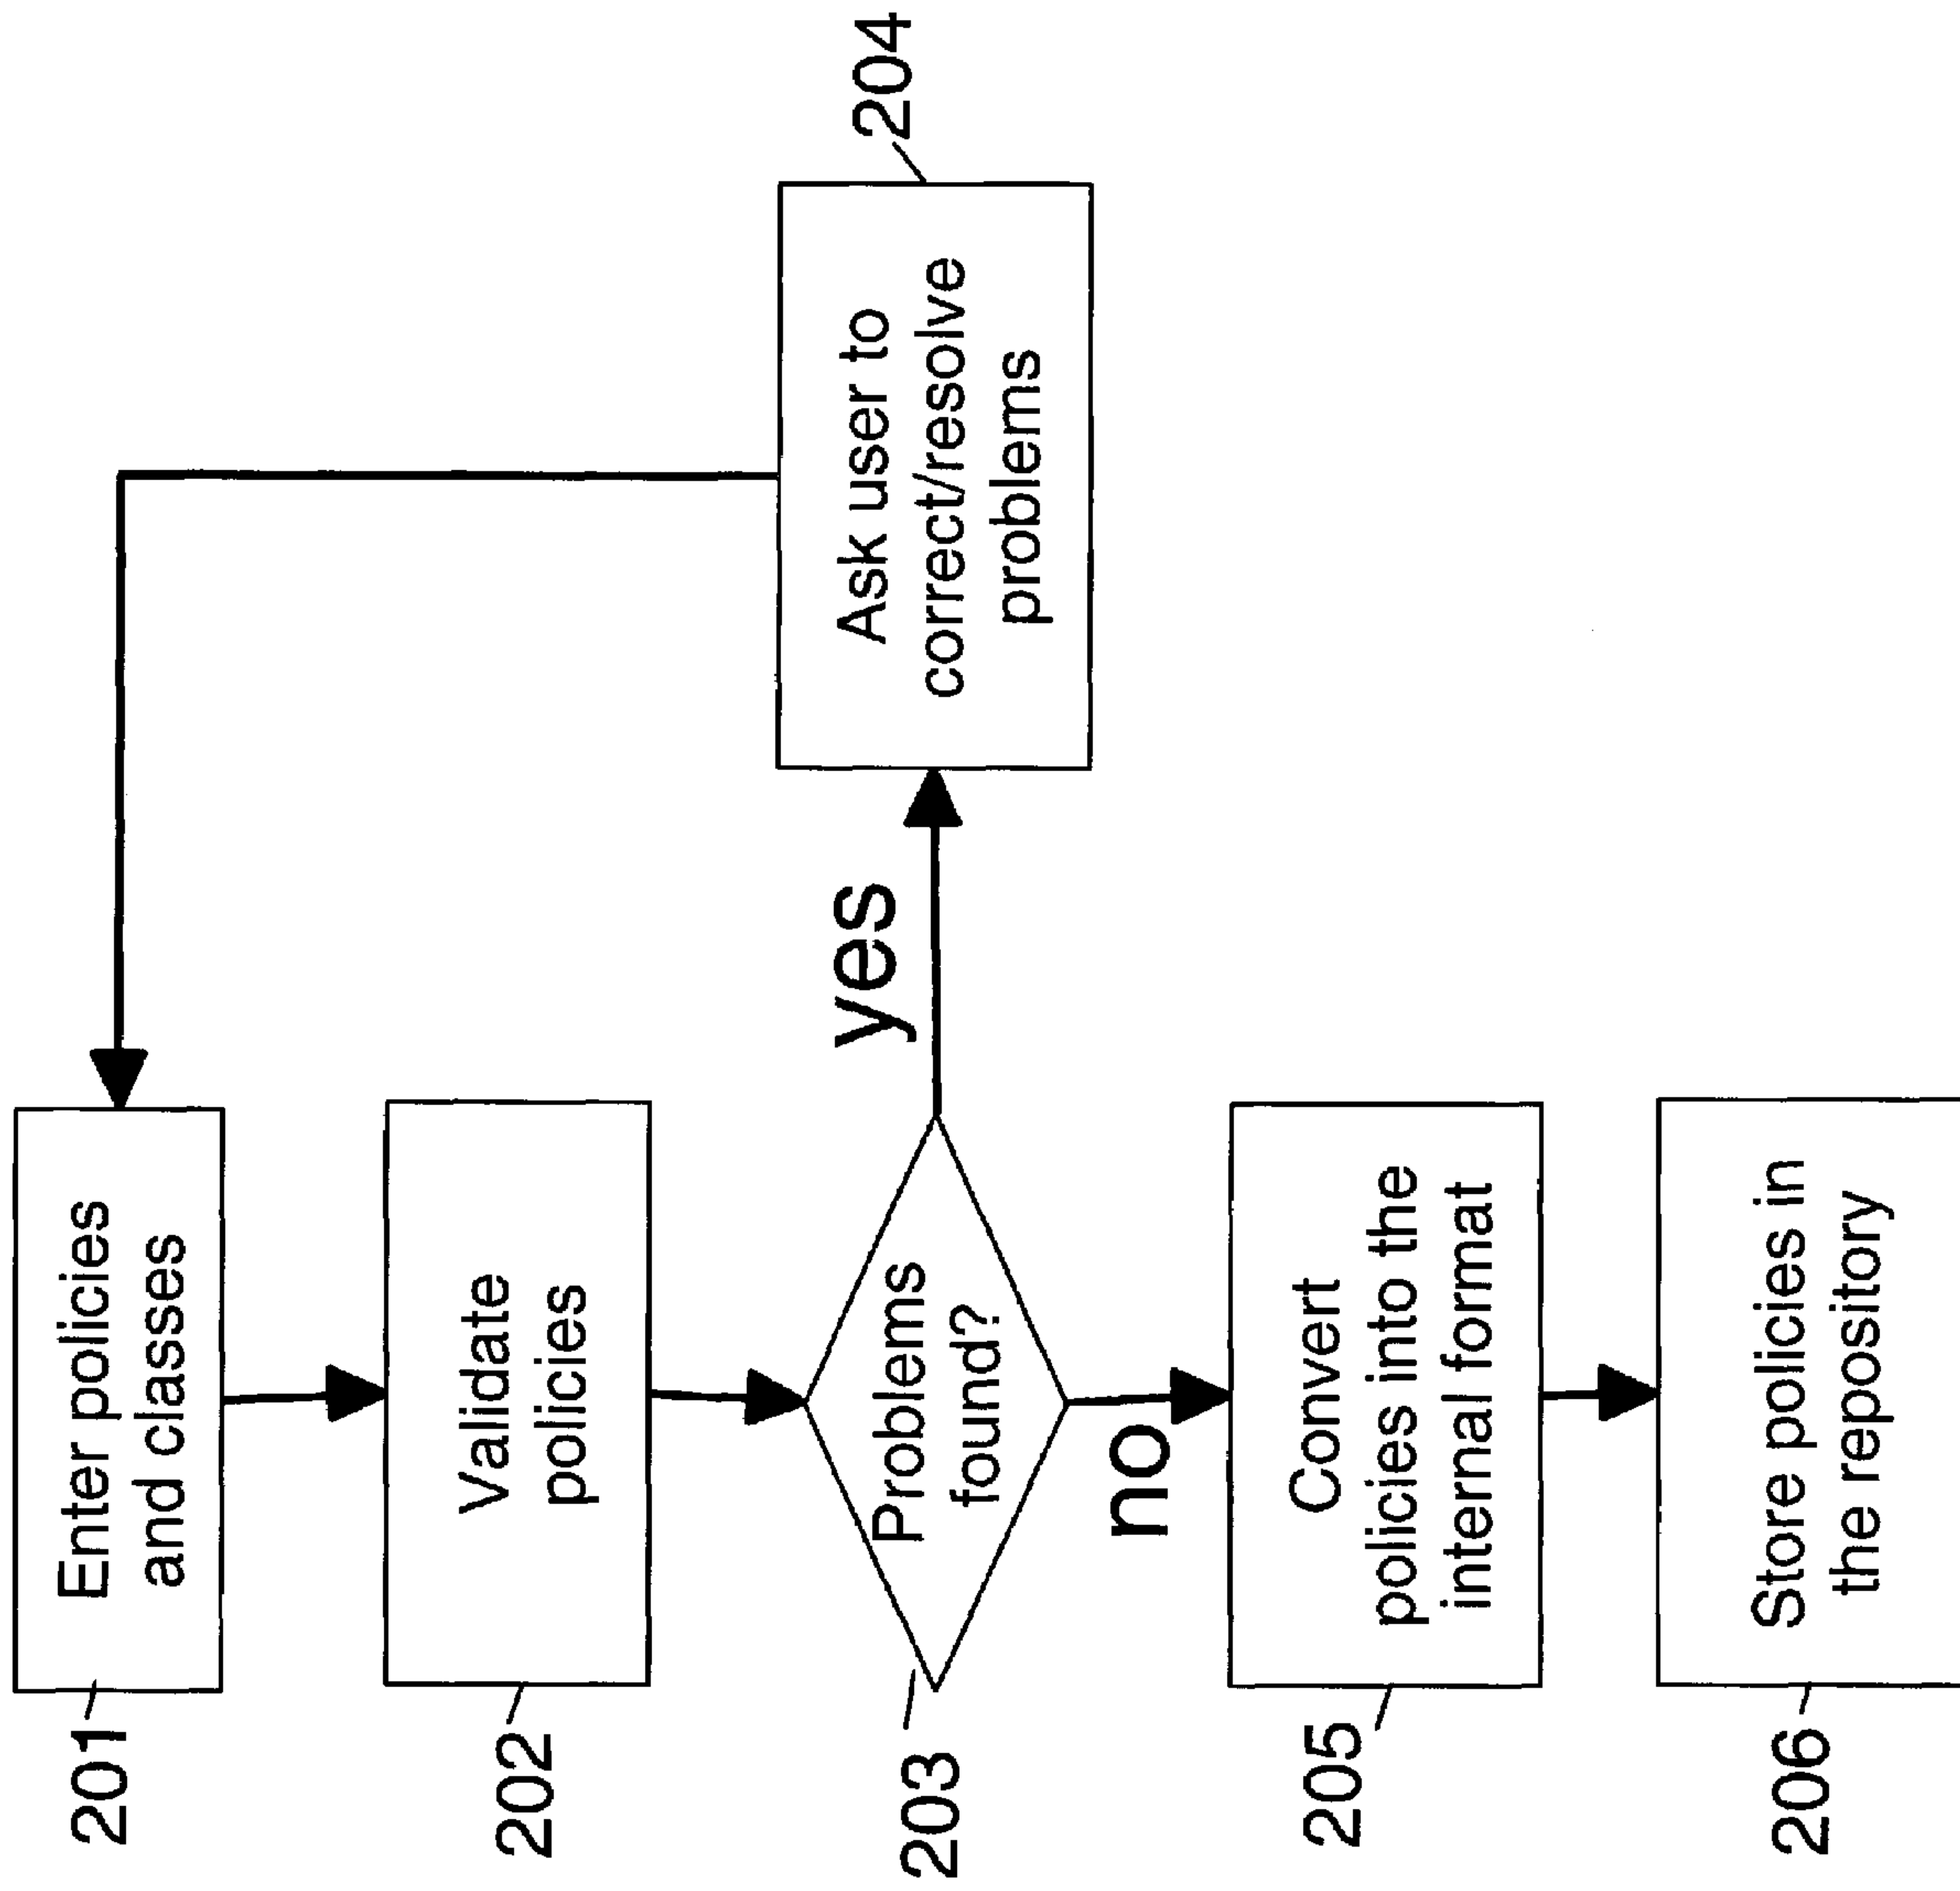 201
Enter policies
and classes
202
Validate
policies
203
Problems
found?
yes
204
Ask user to
correct/resolve
problems
no
205
Convert
policies into the
internal format
206
Store policies in
the repository